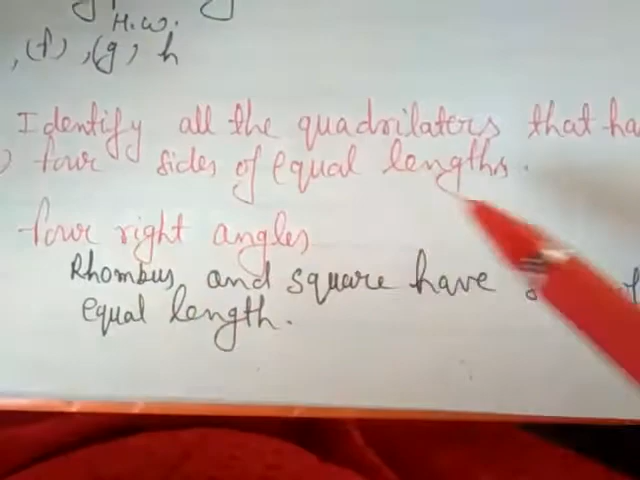 H.W.
, (f), (g, h
Identify all the quadrilaters that ha
) four sides of equal lengths.
four right angles
Rhombus and square have
equal length.